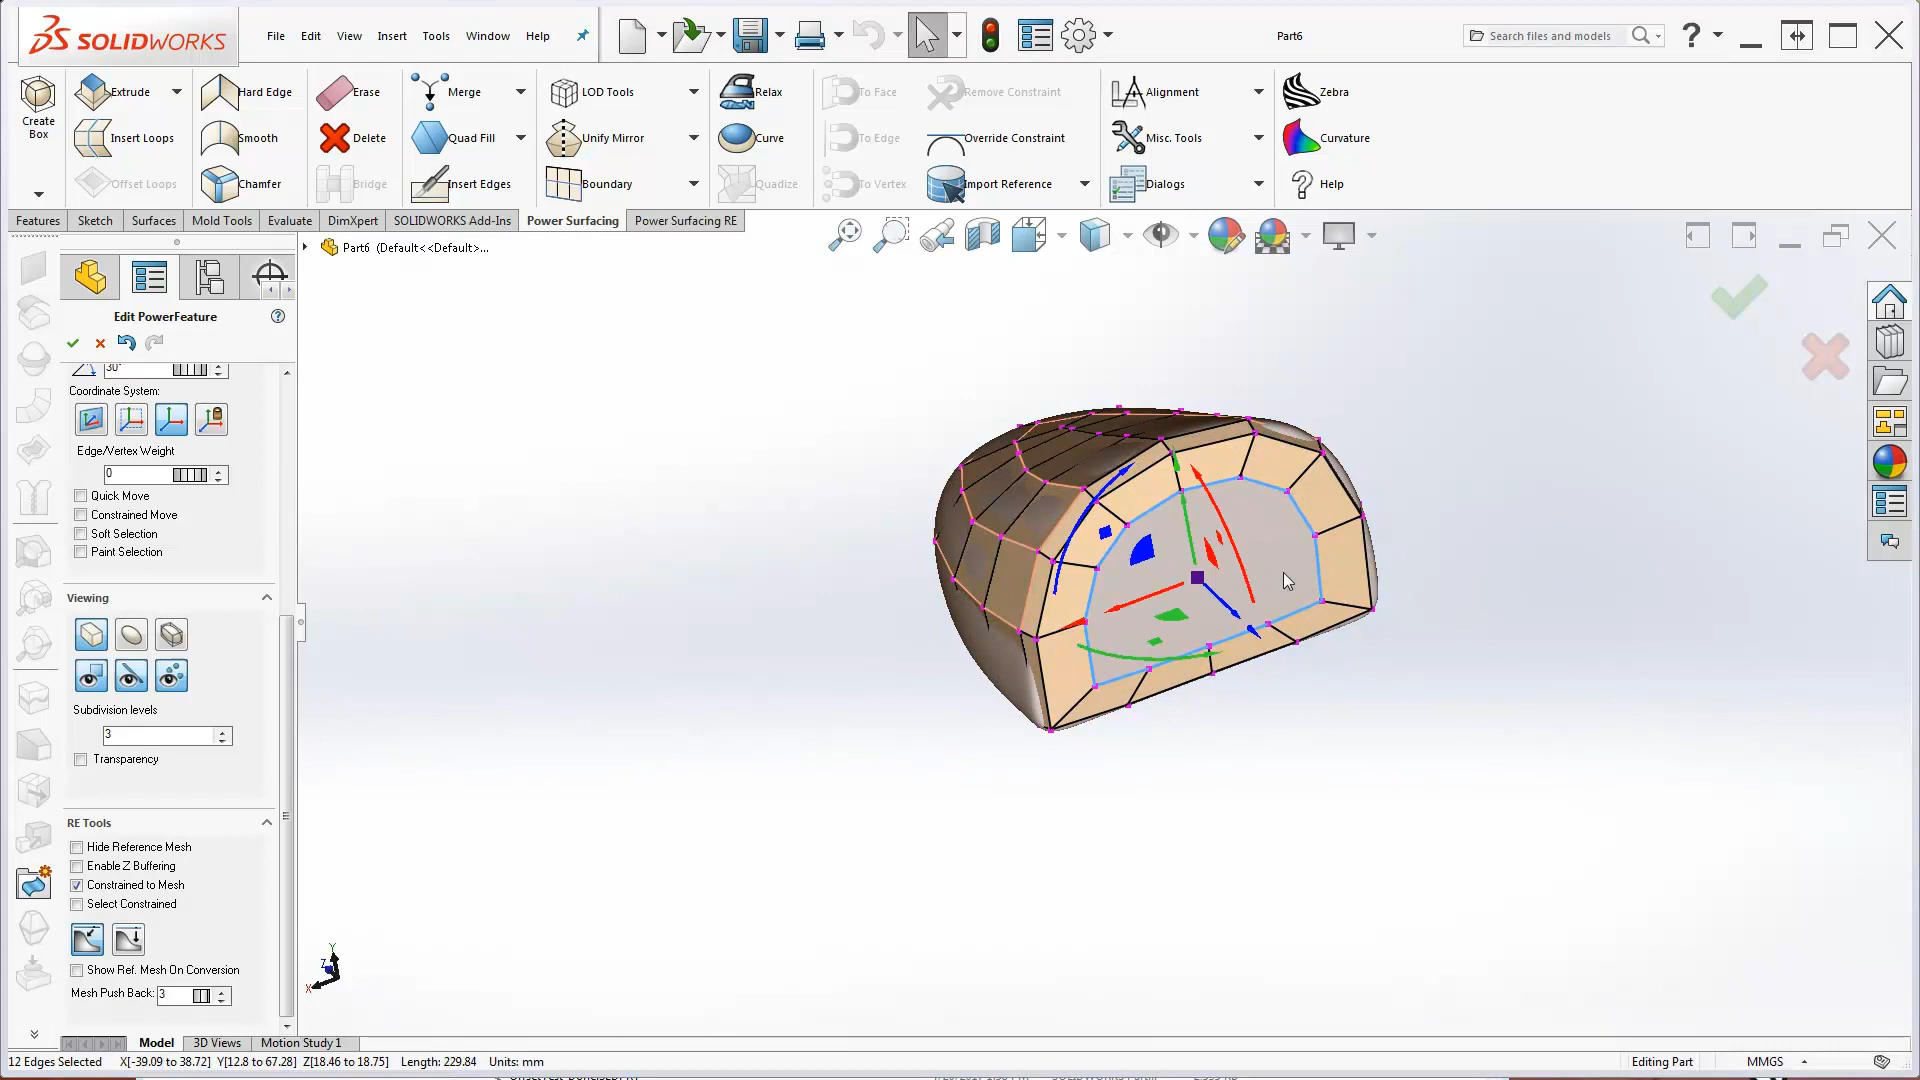 SOLIDWORKS
File Edit View Insert Tools Window Help
Part6
Search files and models
Create Box
Extrude
Insert Loops
Offset Loops
Hard Edge
Smooth
Chamfer
Erase
Delete
Bridge
Merge
Quad Fill
Insert Edges
LOD Tools
Unify Mirror
Boundary
Relax
Curve
Quadize
To Face
To Edge
To Vertex
Remove Constraint
Override Constraint
Import Reference
Alignment
Misc. Tools
Dialogs
Zebra
Curvature
Help
Features Sketch Surfaces Mold Tools Evaluate DimXpert SOLIDWORKS Add-Ins Power Surfacing Power Surfacing RE
Part6 (Default<<Default>...
Edit PowerFeature
30°
Coordinate System:
Edge/Vertex Weight
0
Quick Move
Constrained Move
Soft Selection
Paint Selection
Viewing
Subdivision levels
3
Transparency
RE Tools
Hide Reference Mesh
Enable Z Buffering
Constrained to Mesh
Select Constrained
Show Ref. Mesh On Conversion
Mesh Push Back: 3
Y
Z
X
Model 3D Views Motion Study 1
12 Edges Selected X[-39.09 to 38.72] Y[12.8 to 67.28] Z[18.46 to 18.75] Length: 229.84 Units: mm
Editing Part MMGS